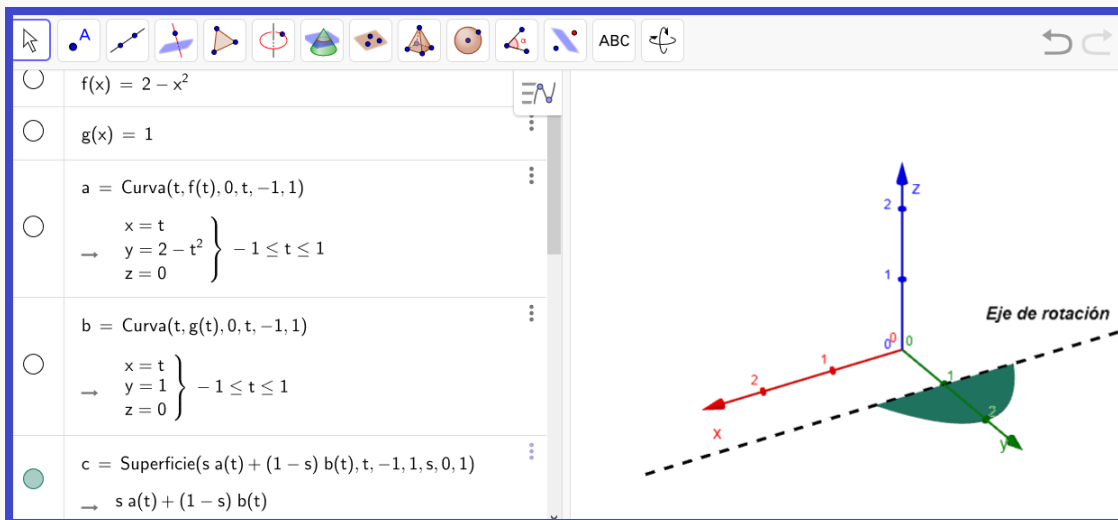 A
α
ABC
f(x) = 2 − x²
g(x) = 1
a = Curva(t, f(t), 0, t, −1, 1)
x = t
→ y = 2 − t² } − 1 ≤ t ≤ 1
z = 0
b = Curva(t, g(t), 0, t, −1, 1)
x = t
→ y = 1 } − 1 ≤ t ≤ 1
z = 0
c = Superficie(s a(t) + (1 − s) b(t), t, −1, 1, s, 0, 1)
→ s a(t) + (1 − s) b(t)
z
2
1
Eje de rotación
0 0 0
1
1
2
2
x
y